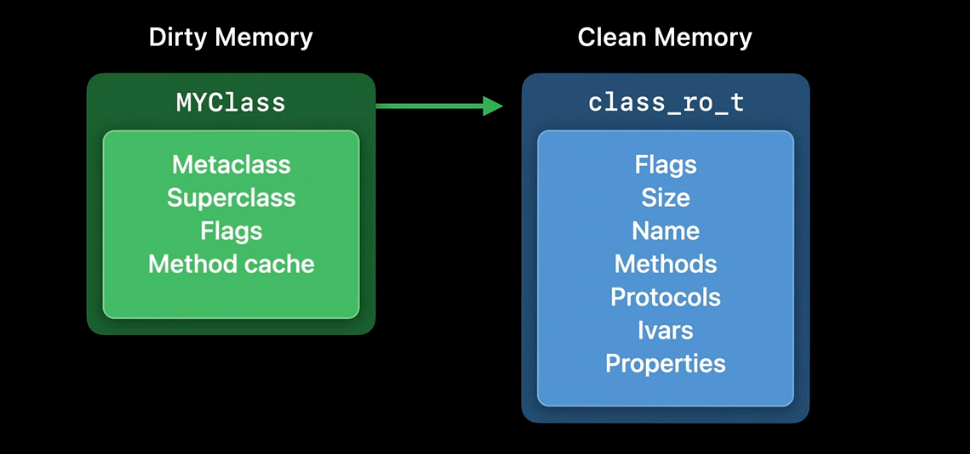 Dirty Memory
MYClass
Metaclass
Superclass
Flags
Method cache
Clean Memory
class_ro_t
Flags
Size
Name
Methods
Protocols
Ivars
Properties